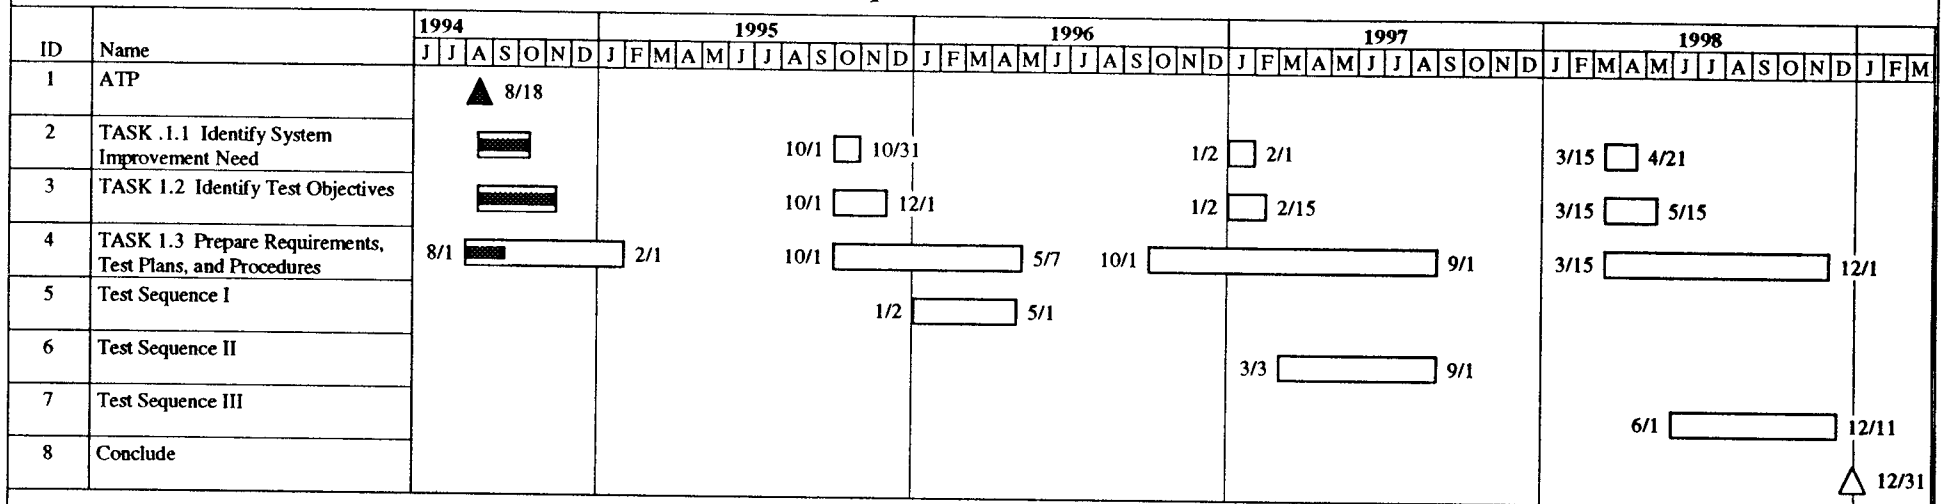 1994 1995 1996 1997 1998
ID Name J J A S O N D J F M A M J J A S O N D J F M A M J J A S O N D J F M A M J J A S O N D J F M A M J J A S O N D J F M
1 ATP 8/18
2 TASK .1.1 Identify System
Improvement Need 10/1 10/31 1/2 2/1 3/15 4/21
3 TASK 1.2 Identify Test Objectives 10/1 12/1 1/2 2/15 3/15 5/15
4 TASK 1.3 Prepare Requirements,
Test Plans, and Procedures 8/1 2/1 10/1 5/7 10/1 9/1 3/15 12/1
5 Test Sequence I 1/2 5/1
6 Test Sequence II 3/3 9/1
7 Test Sequence III 6/1 12/11
8 Conclude 12/31